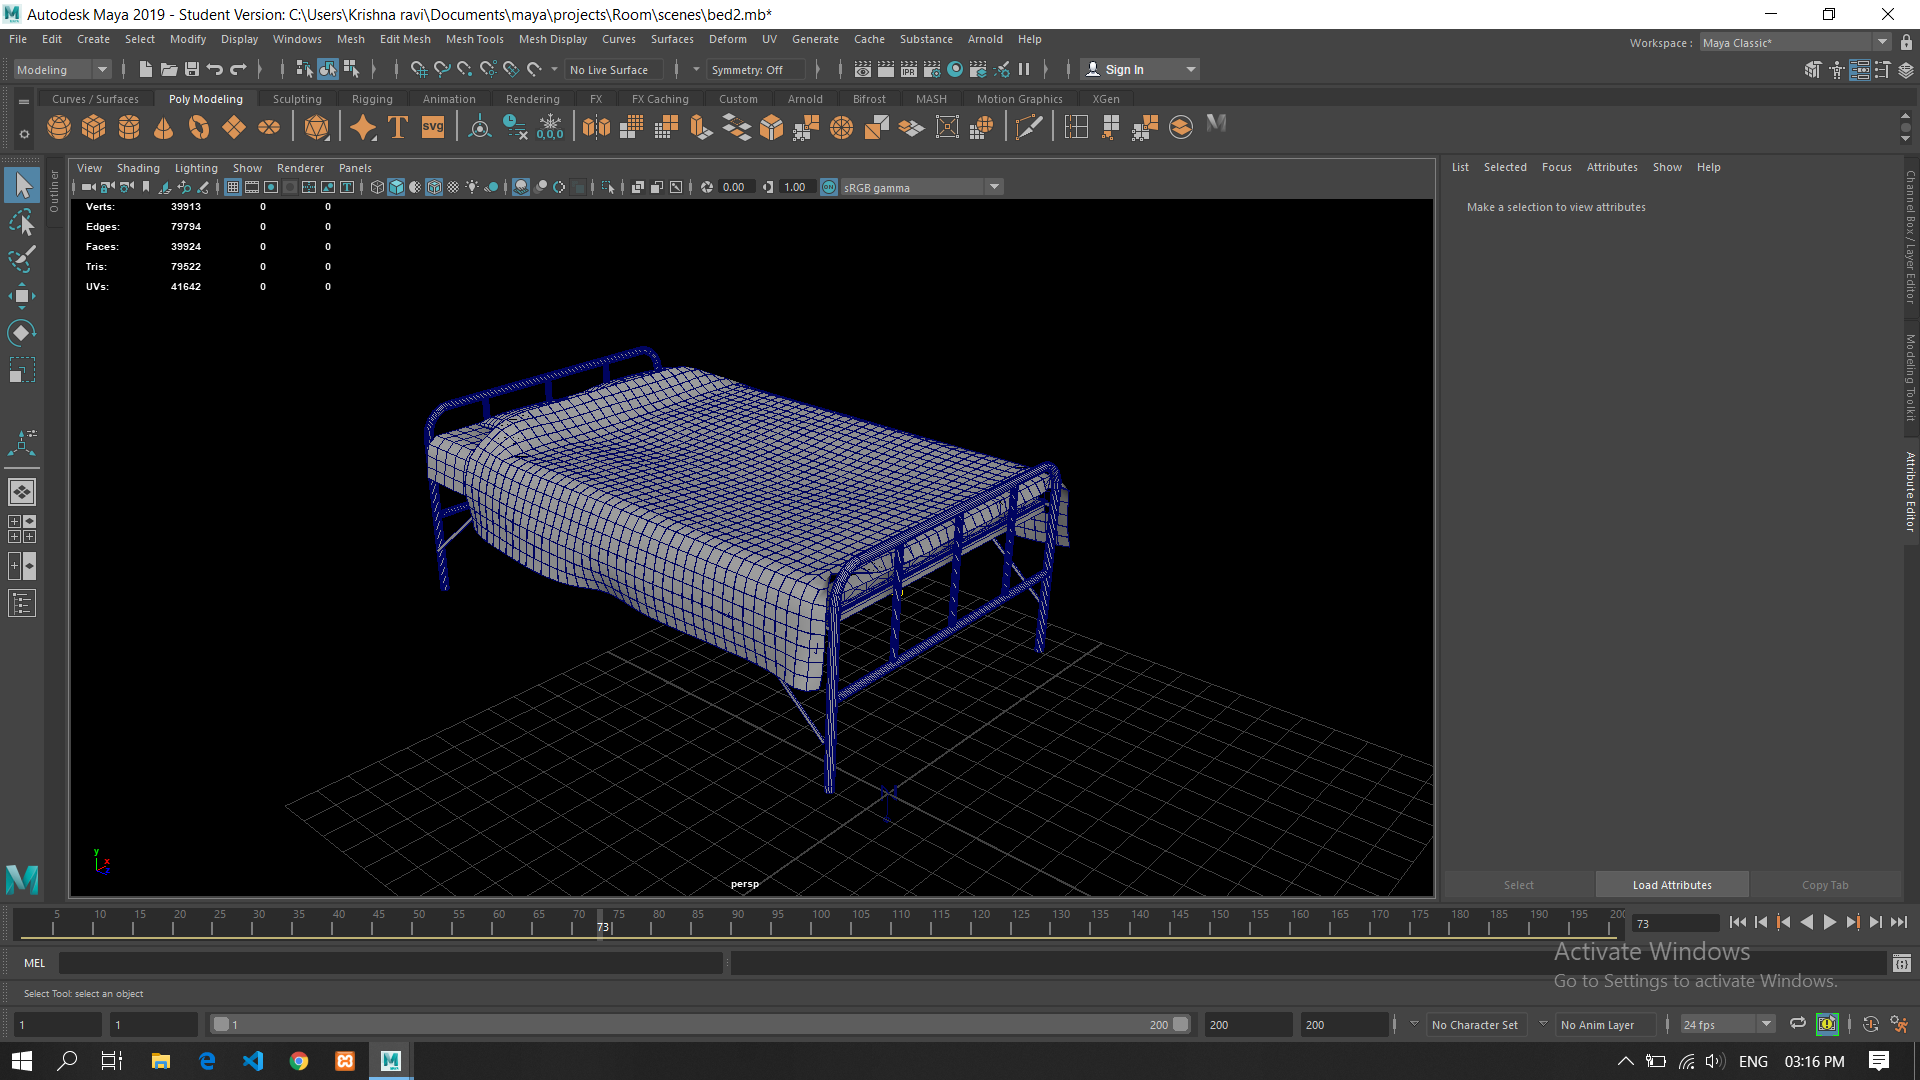 Autodesk Maya 2019 - Student Version: C:\Users\Krishna ravi\Documents\maya\projects\Room\scenes\bed2.mb*
File Edit Create Select Modify Display Windows Mesh Edit Mesh Mesh Tools Mesh Display Curves Surfaces Deform UV Generate Cache Substance Arnold Help
Workspace : Maya Classic*
Modeling No Live Surface Symmetry: Off IPR Sign In
Curves / Surfaces Poly Modeling Sculpting Rigging Animation Rendering FX FX Caching Custom Arnold Bifrost MASH Motion Graphics XGen
T SVG 0,0,0 M
View Shading Lighting Show Renderer Panels
0.00 1.00 ON sRGB gamma
Outliner
Verts: 39913 0 0
Edges: 79794 0 0
Faces: 39924 0 0
Tris: 79522 0 0
UVs: 41642 0 0
List Selected Focus Attributes Show Help
Make a selection to view attributes
Channel Box / Layer Editor
Modeling Toolkit
Attribute Editor
y
x
persp
Select Load Attributes Copy Tab
5 10 15 20 25 30 35 40 45 50 55 60 65 70 75 80 85 90 95 100 105 110 115 120 125 130 135 140 145 150 155 160 165 170 175 180 185 190 195 200
73
73
Activate Windows
Go to Settings to activate Windows.
MEL
Select Tool: select an object
1 1 1 200 200 200 No Character Set No Anim Layer 24 fps
ENG 03:16 PM